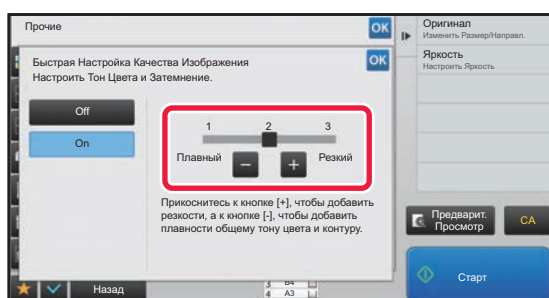 Прочие
OK
Быстрая Настройка Качества Изображения
Настроить Тон Цвета и Затемнение.
OK
Off
On
1 2 3
Плавный − + Резкий
Прикоснитесь к кнопке [+], чтобы добавить
резкости, а к кнопке [-], чтобы добавить
плавности общему тону цвета и контуру.
Назад
3 B4
4 A3
Оригинал
Изменить Размер/Направл.
Яркость
Настроить Яркость
Предварит.
Просмотр
CA
Старт